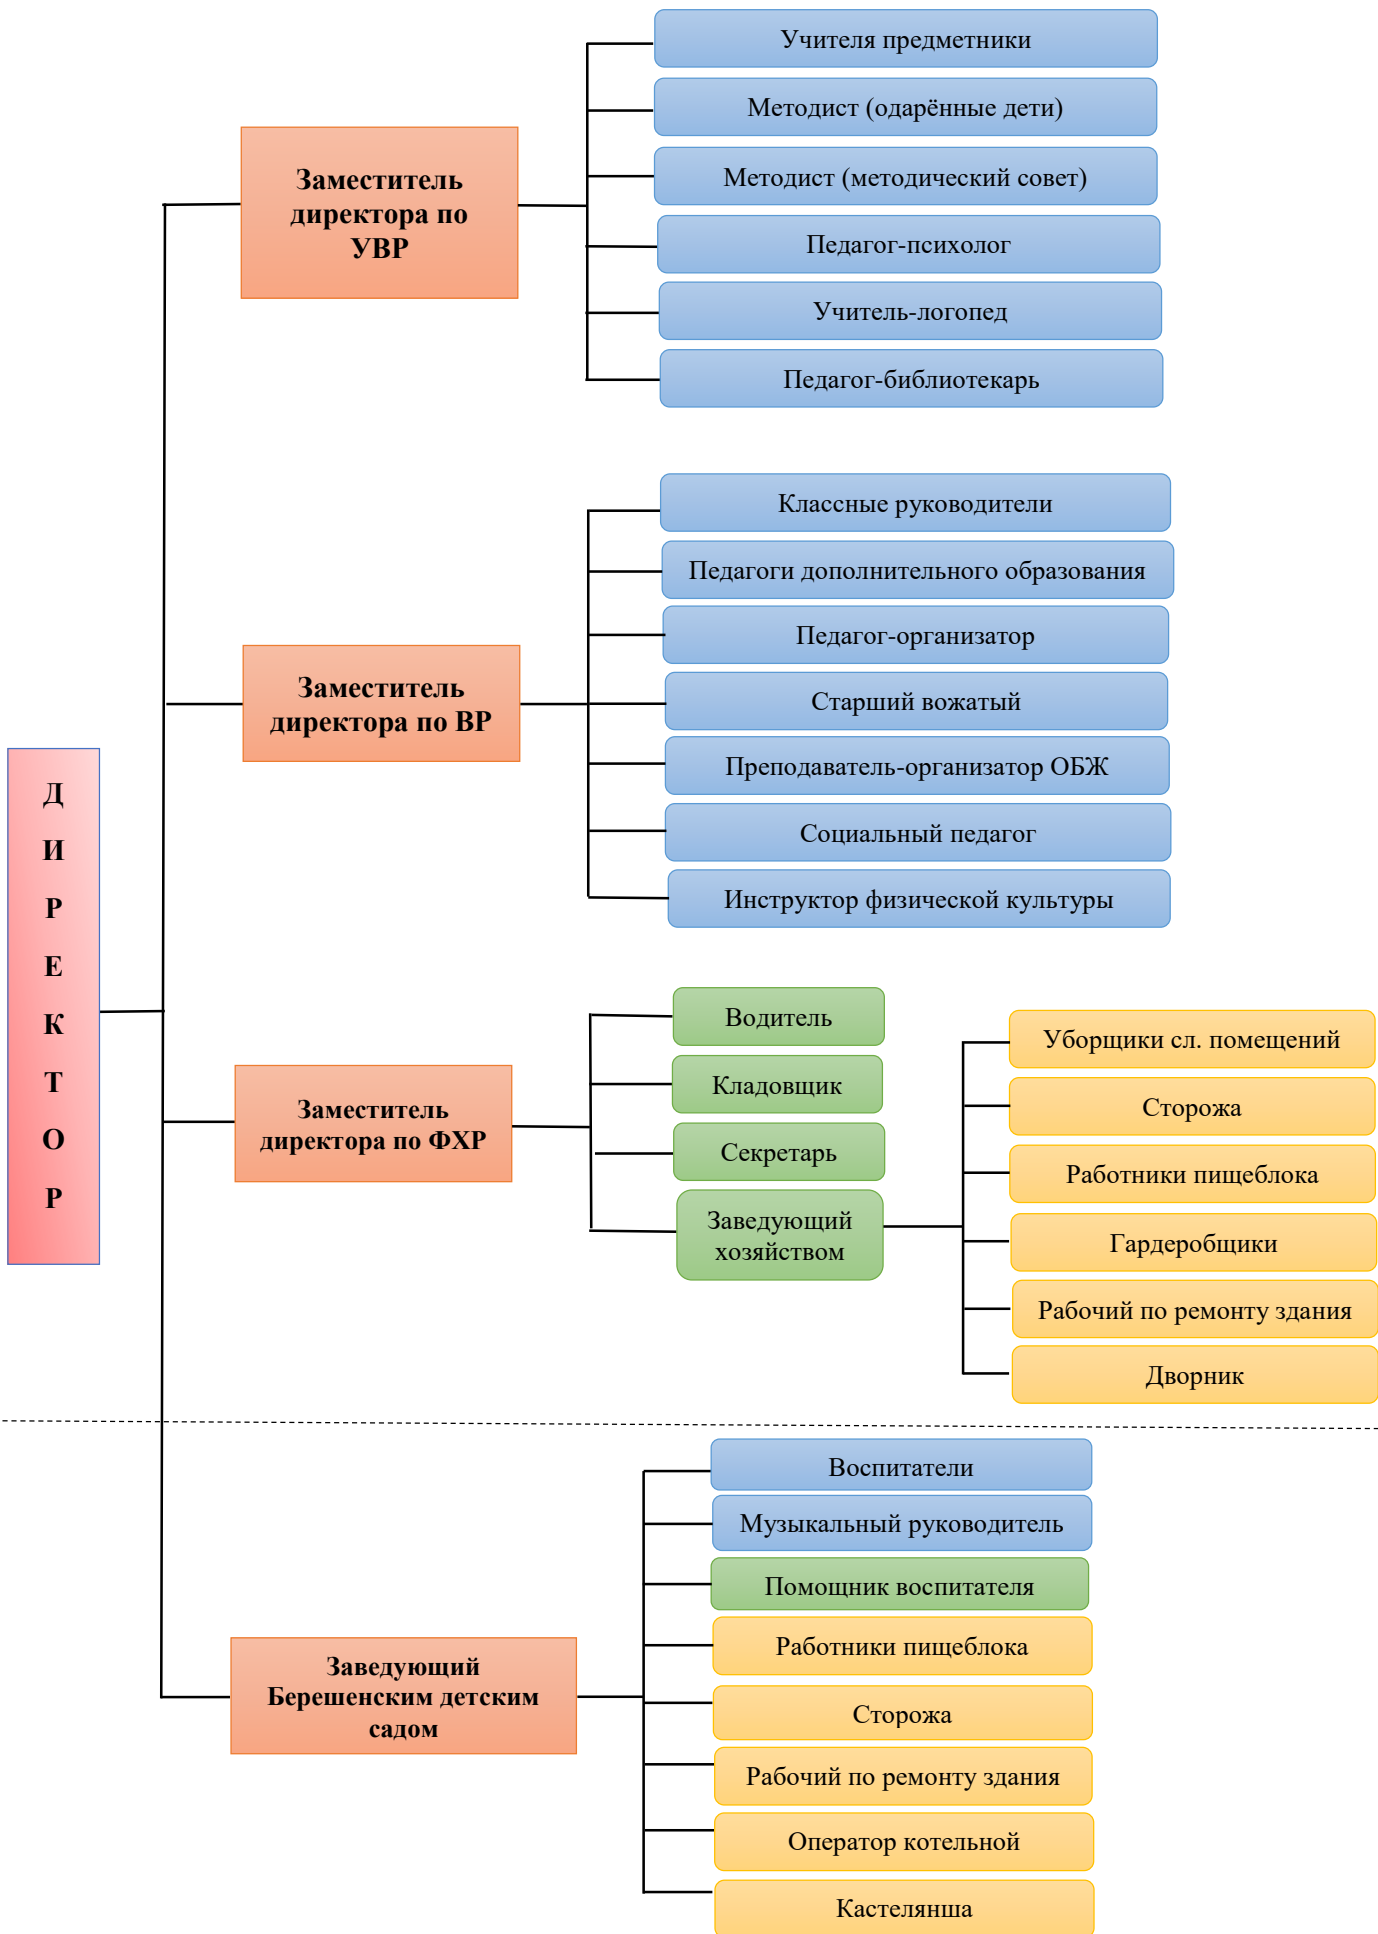 Учителя предметники
Методист (одарённые дети)
Методист (методический совет)
Педагог-психолог
Учитель-логопед
Педагог-библиотекарь
Заместитель
директора по
УВР
Классные руководители
Педагоги дополнительного образования
Педагог-организатор
Старший вожатый
Преподаватель-организатор ОБЖ
Социальный педагог
Инструктор физической культуры
Заместитель
директора по ВР
Д
И
Р
Е
К
Т
О
Р
Заместитель
директора по ФХР
Водитель
Кладовщик
Секретарь
Заведующий
хозяйством
Уборщики сл. помещений
Сторожа
Работники пищеблока
Гардеробщики
Рабочий по ремонту здания
Дворник
Заведующий
Берешенским детским
садом
Воспитатели
Музыкальный руководитель
Помощник воспитателя
Работники пищеблока
Сторожа
Рабочий по ремонту здания
Оператор котельной
Кастелянша